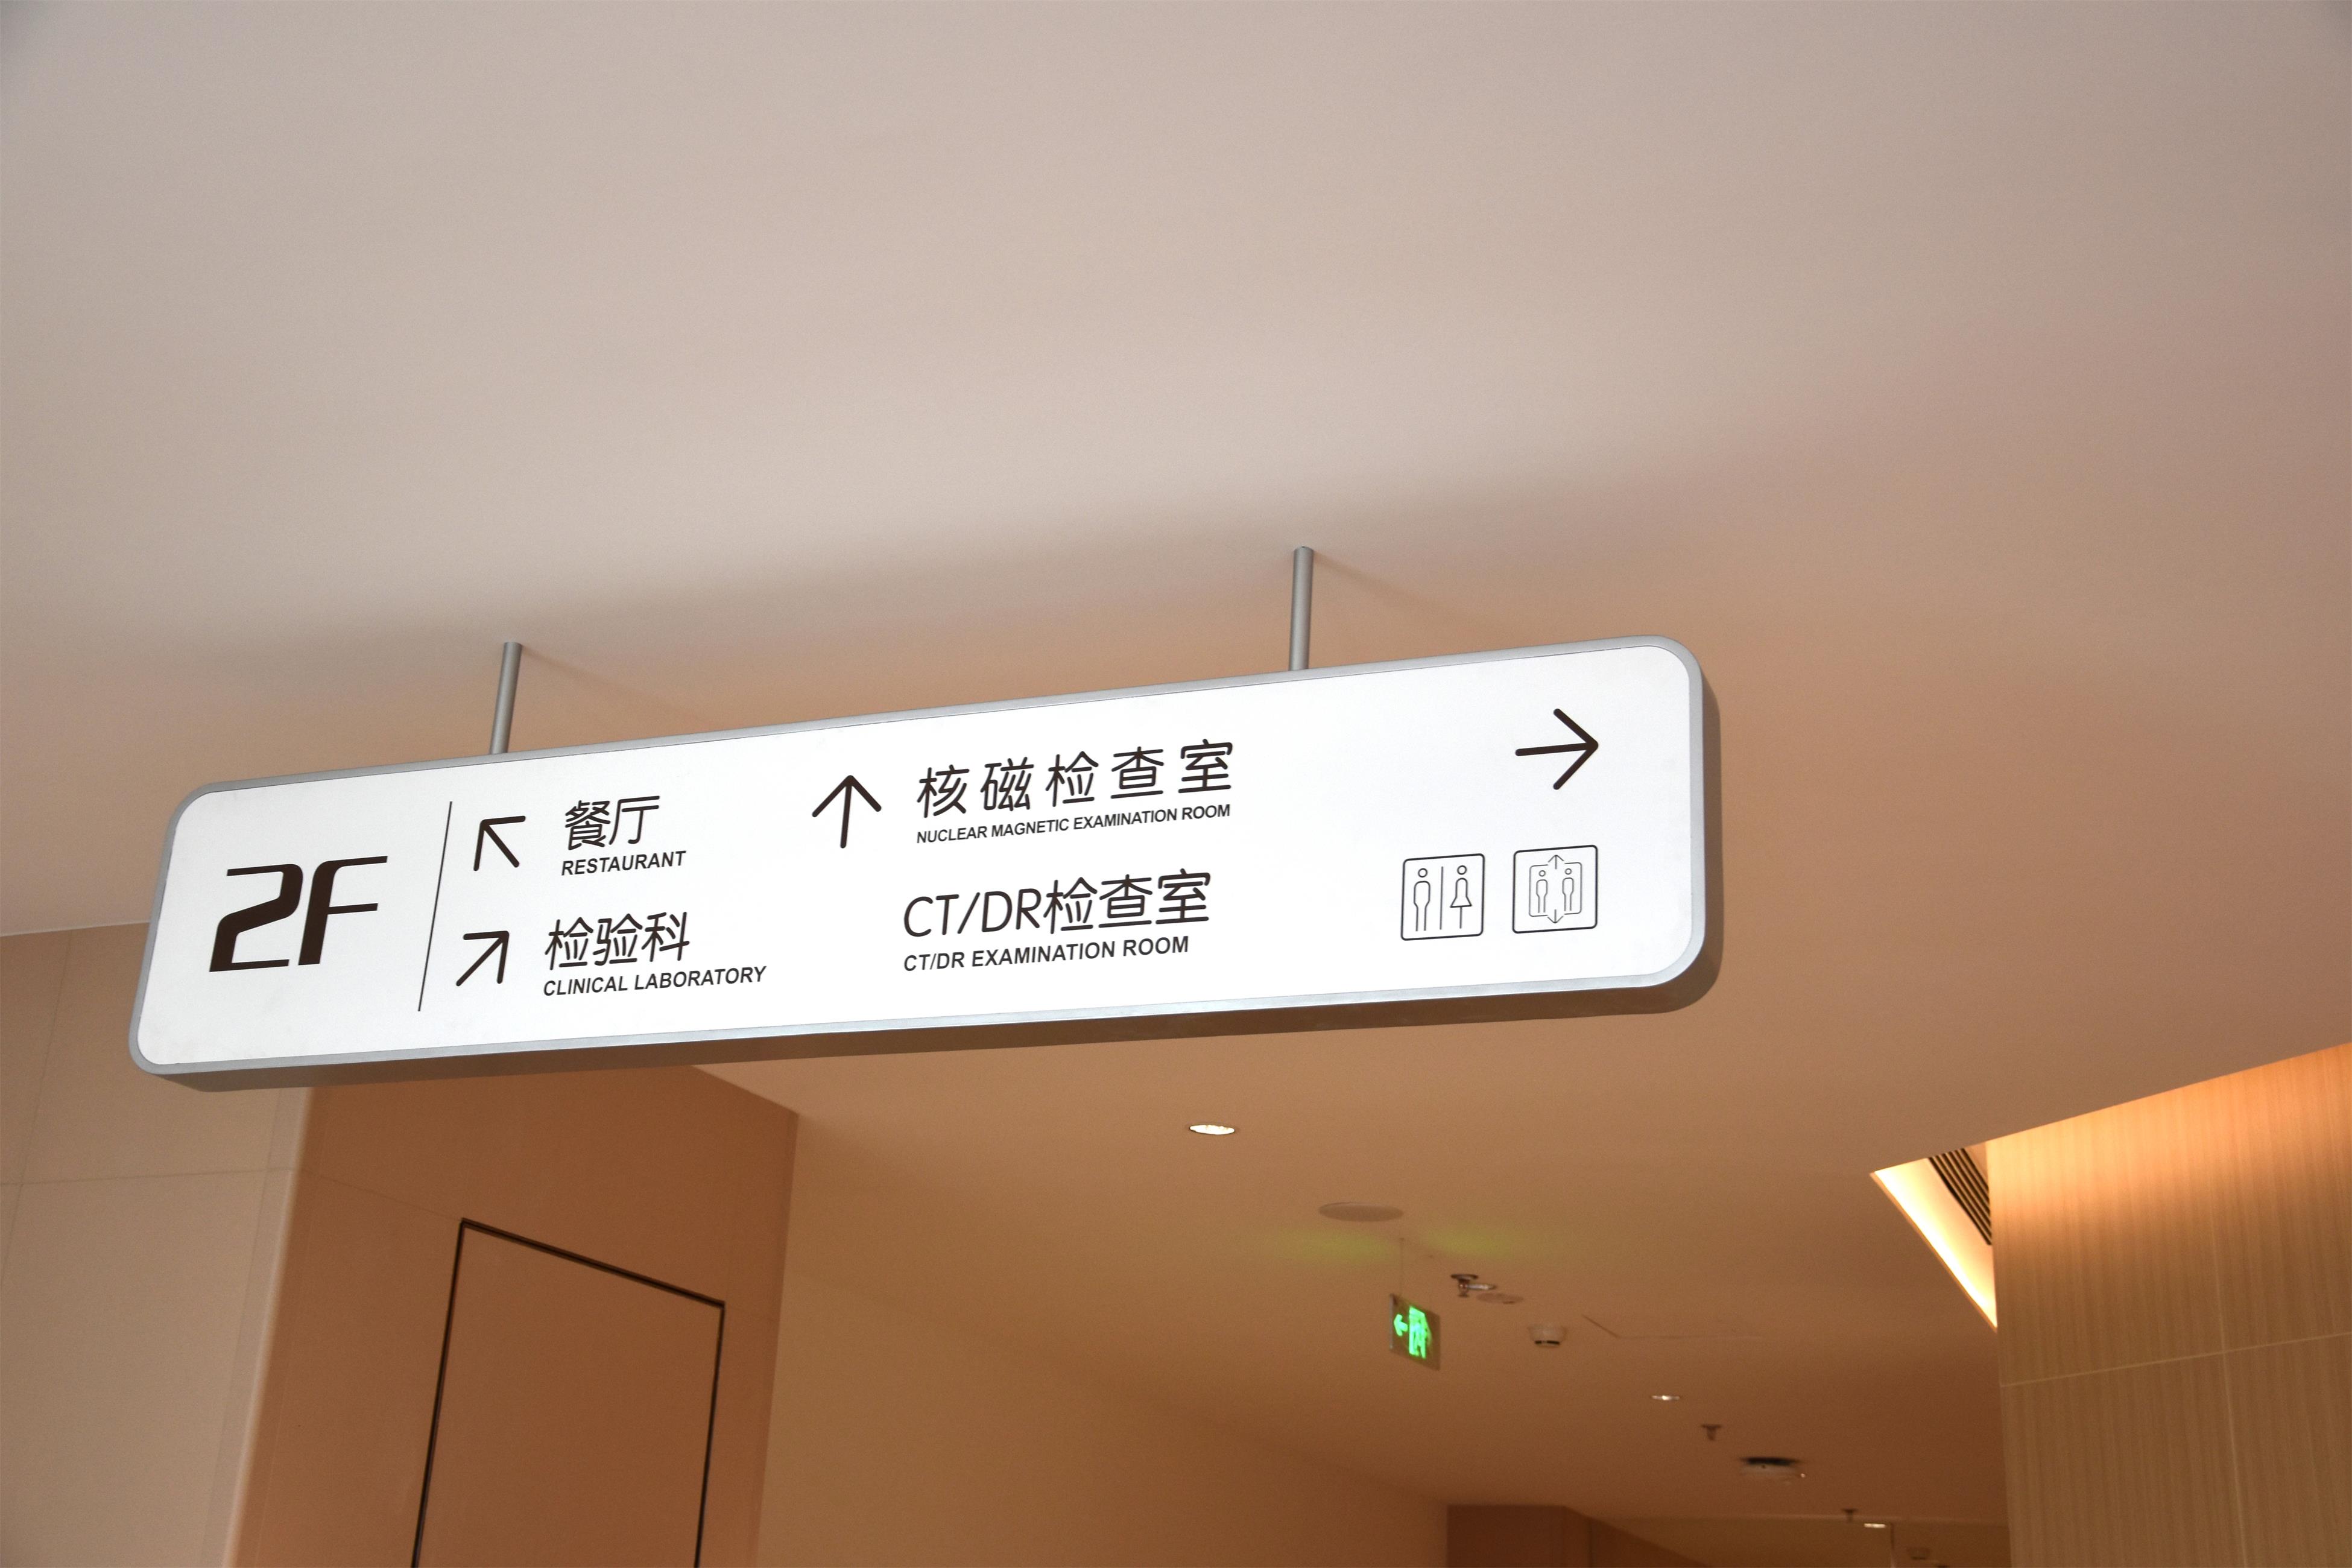 2F
餐厅
RESTAURANT
检验科
CLINICAL LABORATORY
核磁检查室
NUCLEAR MAGNETIC EXAMINATION ROOM
CT/DR检查室
CT/DR EXAMINATION ROOM